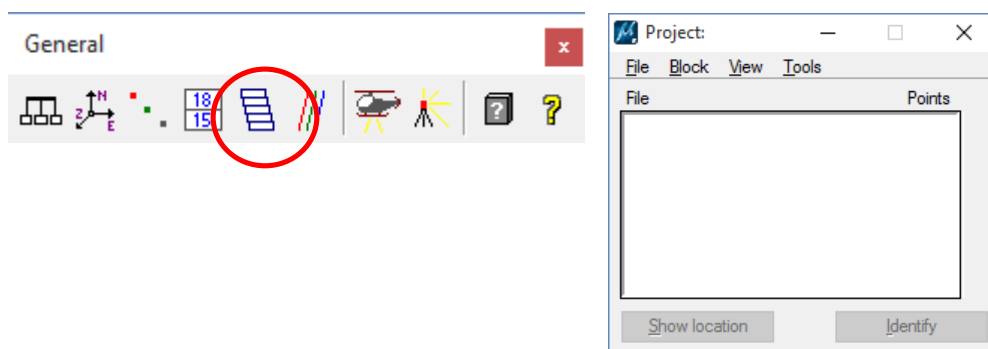 General
x
N
Z
E
18
15
?
?
Project:
File Block View Tools
File Points
Show location Identify